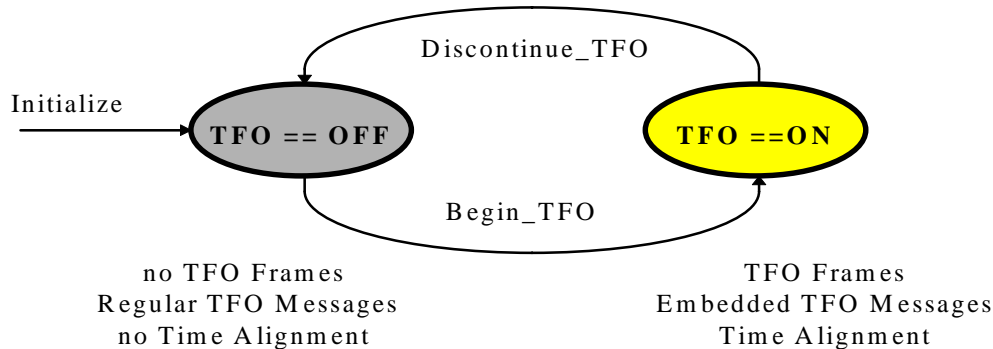 Discontinue_TFO
Initialize
TFO == OFF
TFO ==ON
Begin_TFO
no TFO Frames
Regular TFO Messages
no Time Alignment
TFO Frames
Embedded TFO Messages
Time Alignment